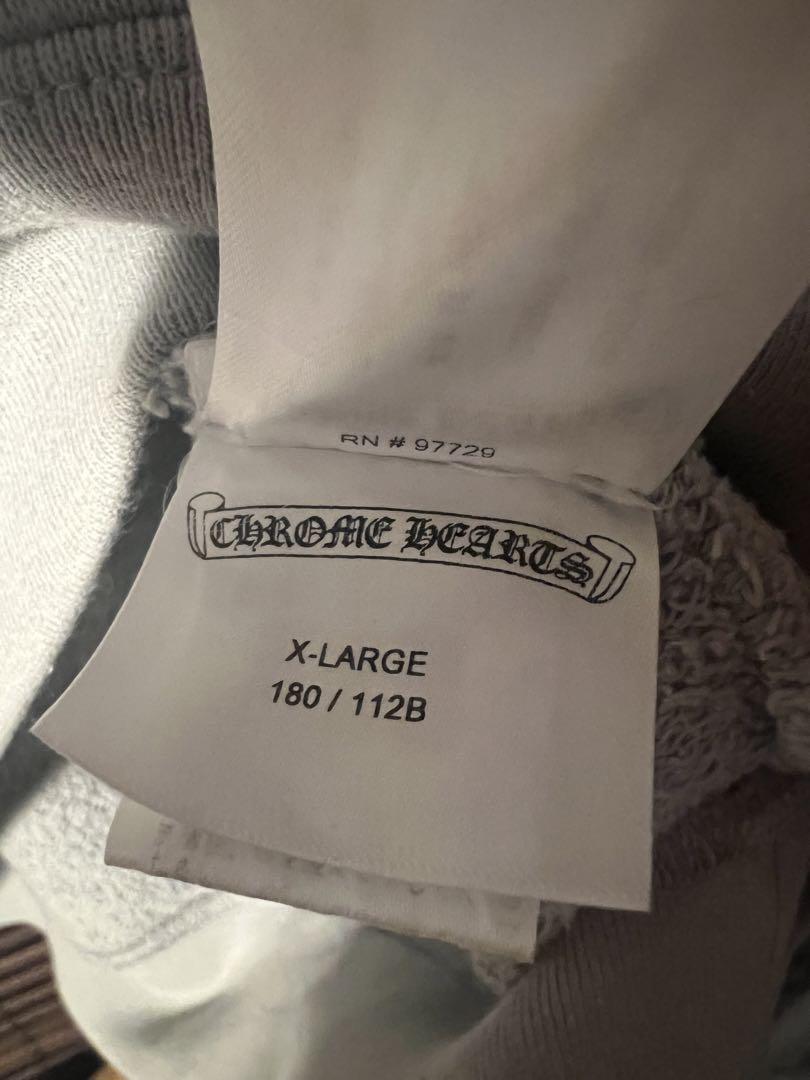 RN # 97729
CHROME HEARTS
X-LARGE
180 / 112B